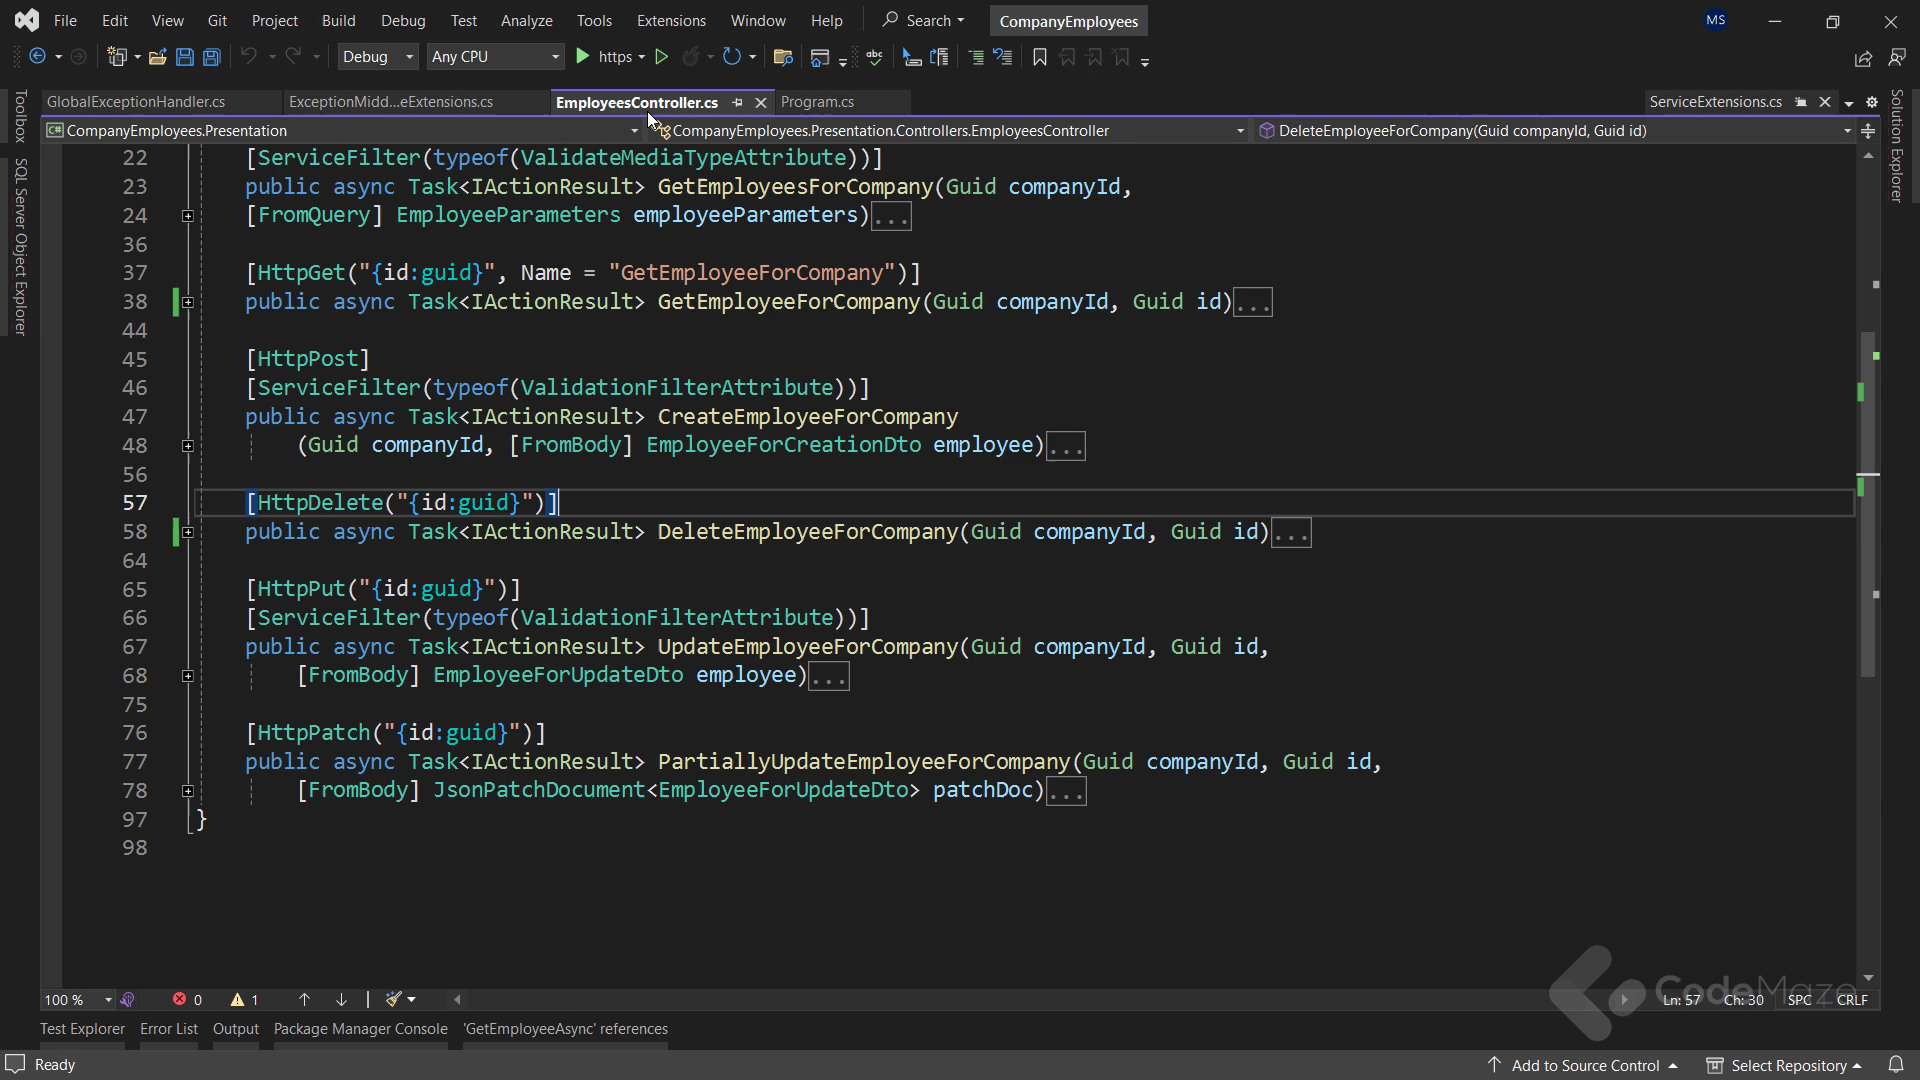 File Edit View Git Project Build Debug Test Analyze Tools Extensions Window Help Search CompanyEmployees MS
Debug Any CPU https abc
Toolbox
SQL Server Object Explorer
GlobalExceptionHandler.cs ExceptionMidd...eExtensions.cs EmployeesController.cs Program.cs ServiceExtensions.cs
Solution Explorer
C# CompanyEmployees.Presentation CompanyEmployees.Presentation.Controllers.EmployeesController DeleteEmployeeForCompany(Guid companyId, Guid id)
22 [ServiceFilter(typeof(ValidateMediaTypeAttribute))]
23 public async Task<IActionResult> GetEmployeesForCompany(Guid companyId,
24 [FromQuery] EmployeeParameters employeeParameters)...
36
37 [HttpGet("{id:guid}", Name = "GetEmployeeForCompany")]
38 public async Task<IActionResult> GetEmployeeForCompany(Guid companyId, Guid id)...
44
45 [HttpPost]
46 [ServiceFilter(typeof(ValidationFilterAttribute))]
47 public async Task<IActionResult> CreateEmployeeForCompany
48 (Guid companyId, [FromBody] EmployeeForCreationDto employee)...
56
57 [HttpDelete("{id:guid}")]
58 public async Task<IActionResult> DeleteEmployeeForCompany(Guid companyId, Guid id)...
64
65 [HttpPut("{id:guid}")]
66 [ServiceFilter(typeof(ValidationFilterAttribute))]
67 public async Task<IActionResult> UpdateEmployeeForCompany(Guid companyId, Guid id,
68 [FromBody] EmployeeForUpdateDto employee)...
75
76 [HttpPatch("{id:guid}")]
77 public async Task<IActionResult> PartiallyUpdateEmployeeForCompany(Guid companyId, Guid id,
78 [FromBody] JsonPatchDocument<EmployeeForUpdateDto> patchDoc)...
97 }
98
CodeMaze
100 % 0 1 Ln: 57 Ch: 30 SPC CRLF
Test Explorer Error List Output Package Manager Console 'GetEmployeeAsync' references
Ready Add to Source Control Select Repository